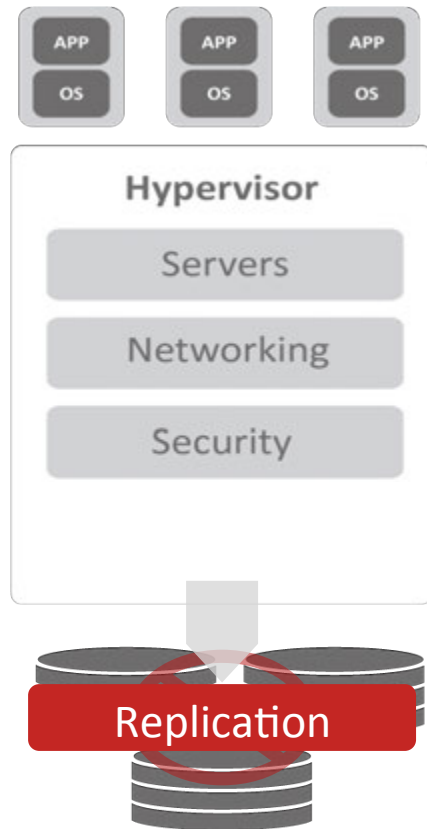 APP APP APP
OS OS OS
Hypervisor
Servers
Networking
Security
Replication